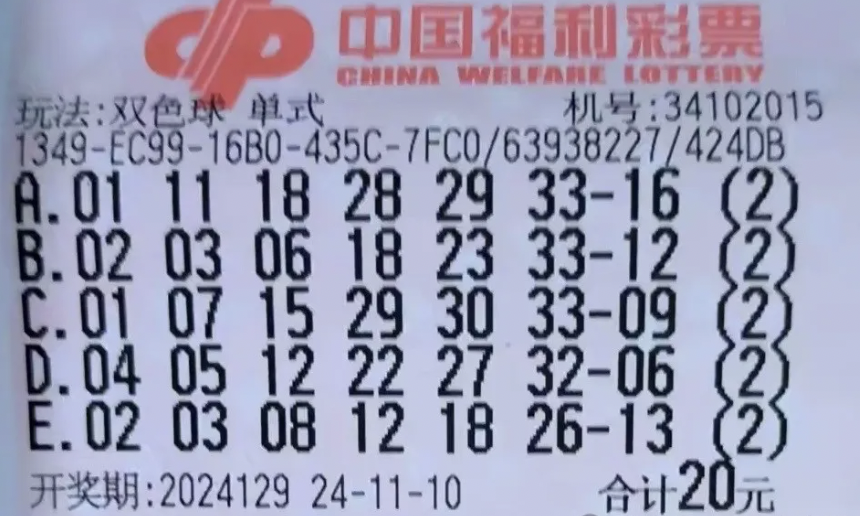 中国福利彩票
CHINA WELFARE LOTTERY
玩法:双色球 单式 机号:34102015
1349-EC99-16B0-435C-7FC0/63938227/424DB
A.01 11 18 28 29 33-16 (2)
B.02 03 06 18 23 33-12 (2)
C.01 07 15 29 30 33-09 (2)
D.04 05 12 22 27 32-06 (2)
E.02 03 08 12 18 26-13 (2)
开奖期:2024129 24-11-10 合计20元